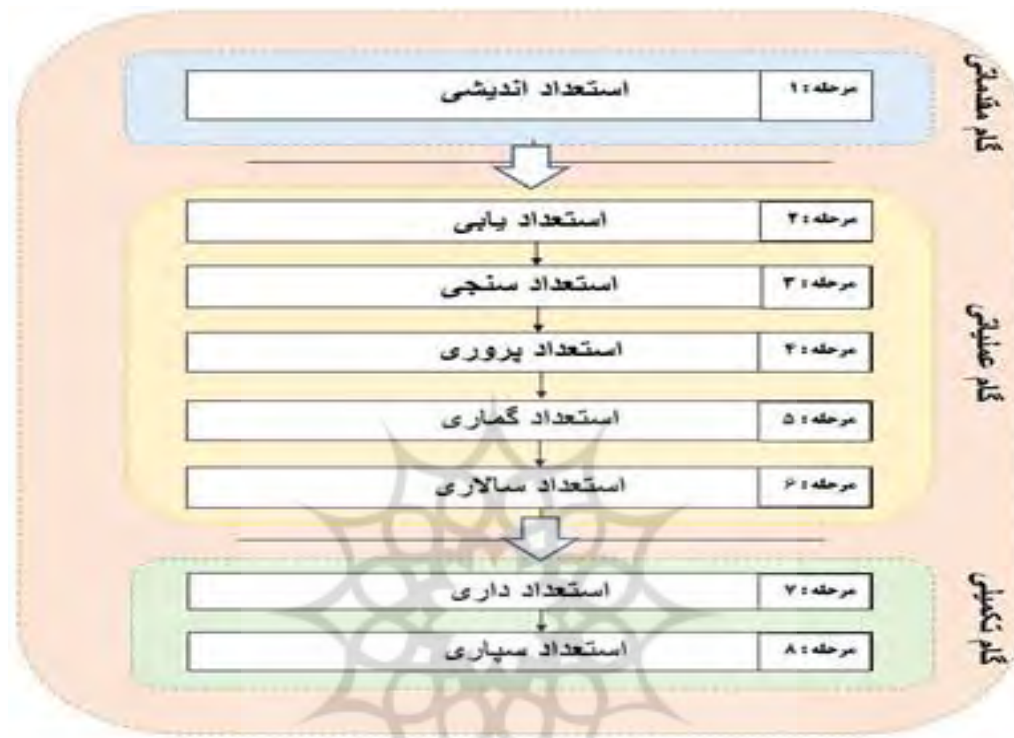 گام مقدماتی
مرحله: ۱ استعداد اندیشی
گام عملیاتی
مرحله: ۲ استعداد یابی
مرحله: ۳ استعداد سنجی
مرحله: ۴ استعداد پروری
مرحله: ۵ استعداد گماری
مرحله: ۶ استعداد سالاری
گام تکمیلی
مرحله: ۷ استعداد داری
مرحله: ۸ استعداد سپاری